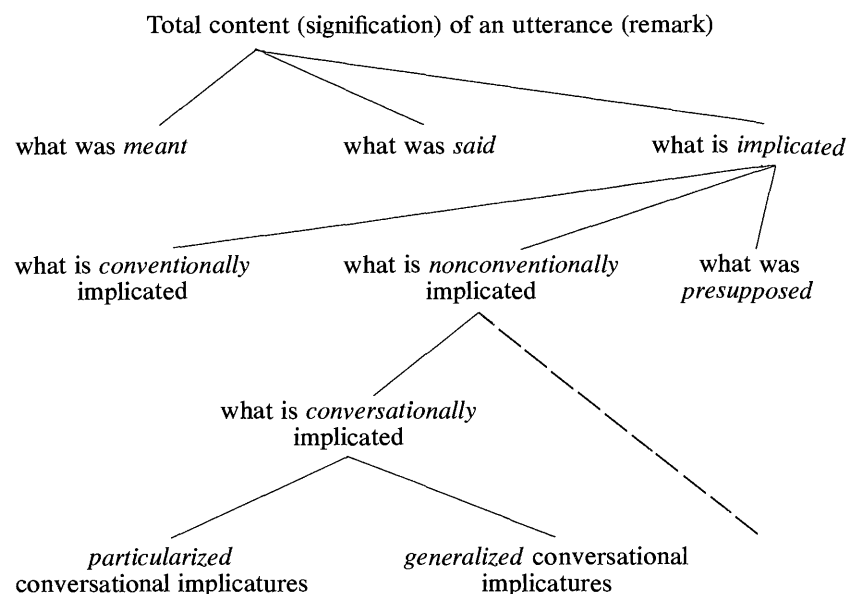 Total content (signification) of an utterance (remark)
what was meant
what was said
what is implicated
what is conventionally
implicated
what is nonconventionally
implicated
what was
presupposed
what is conversationally
implicated
particularized
conversational implicatures
generalized conversational
implicatures